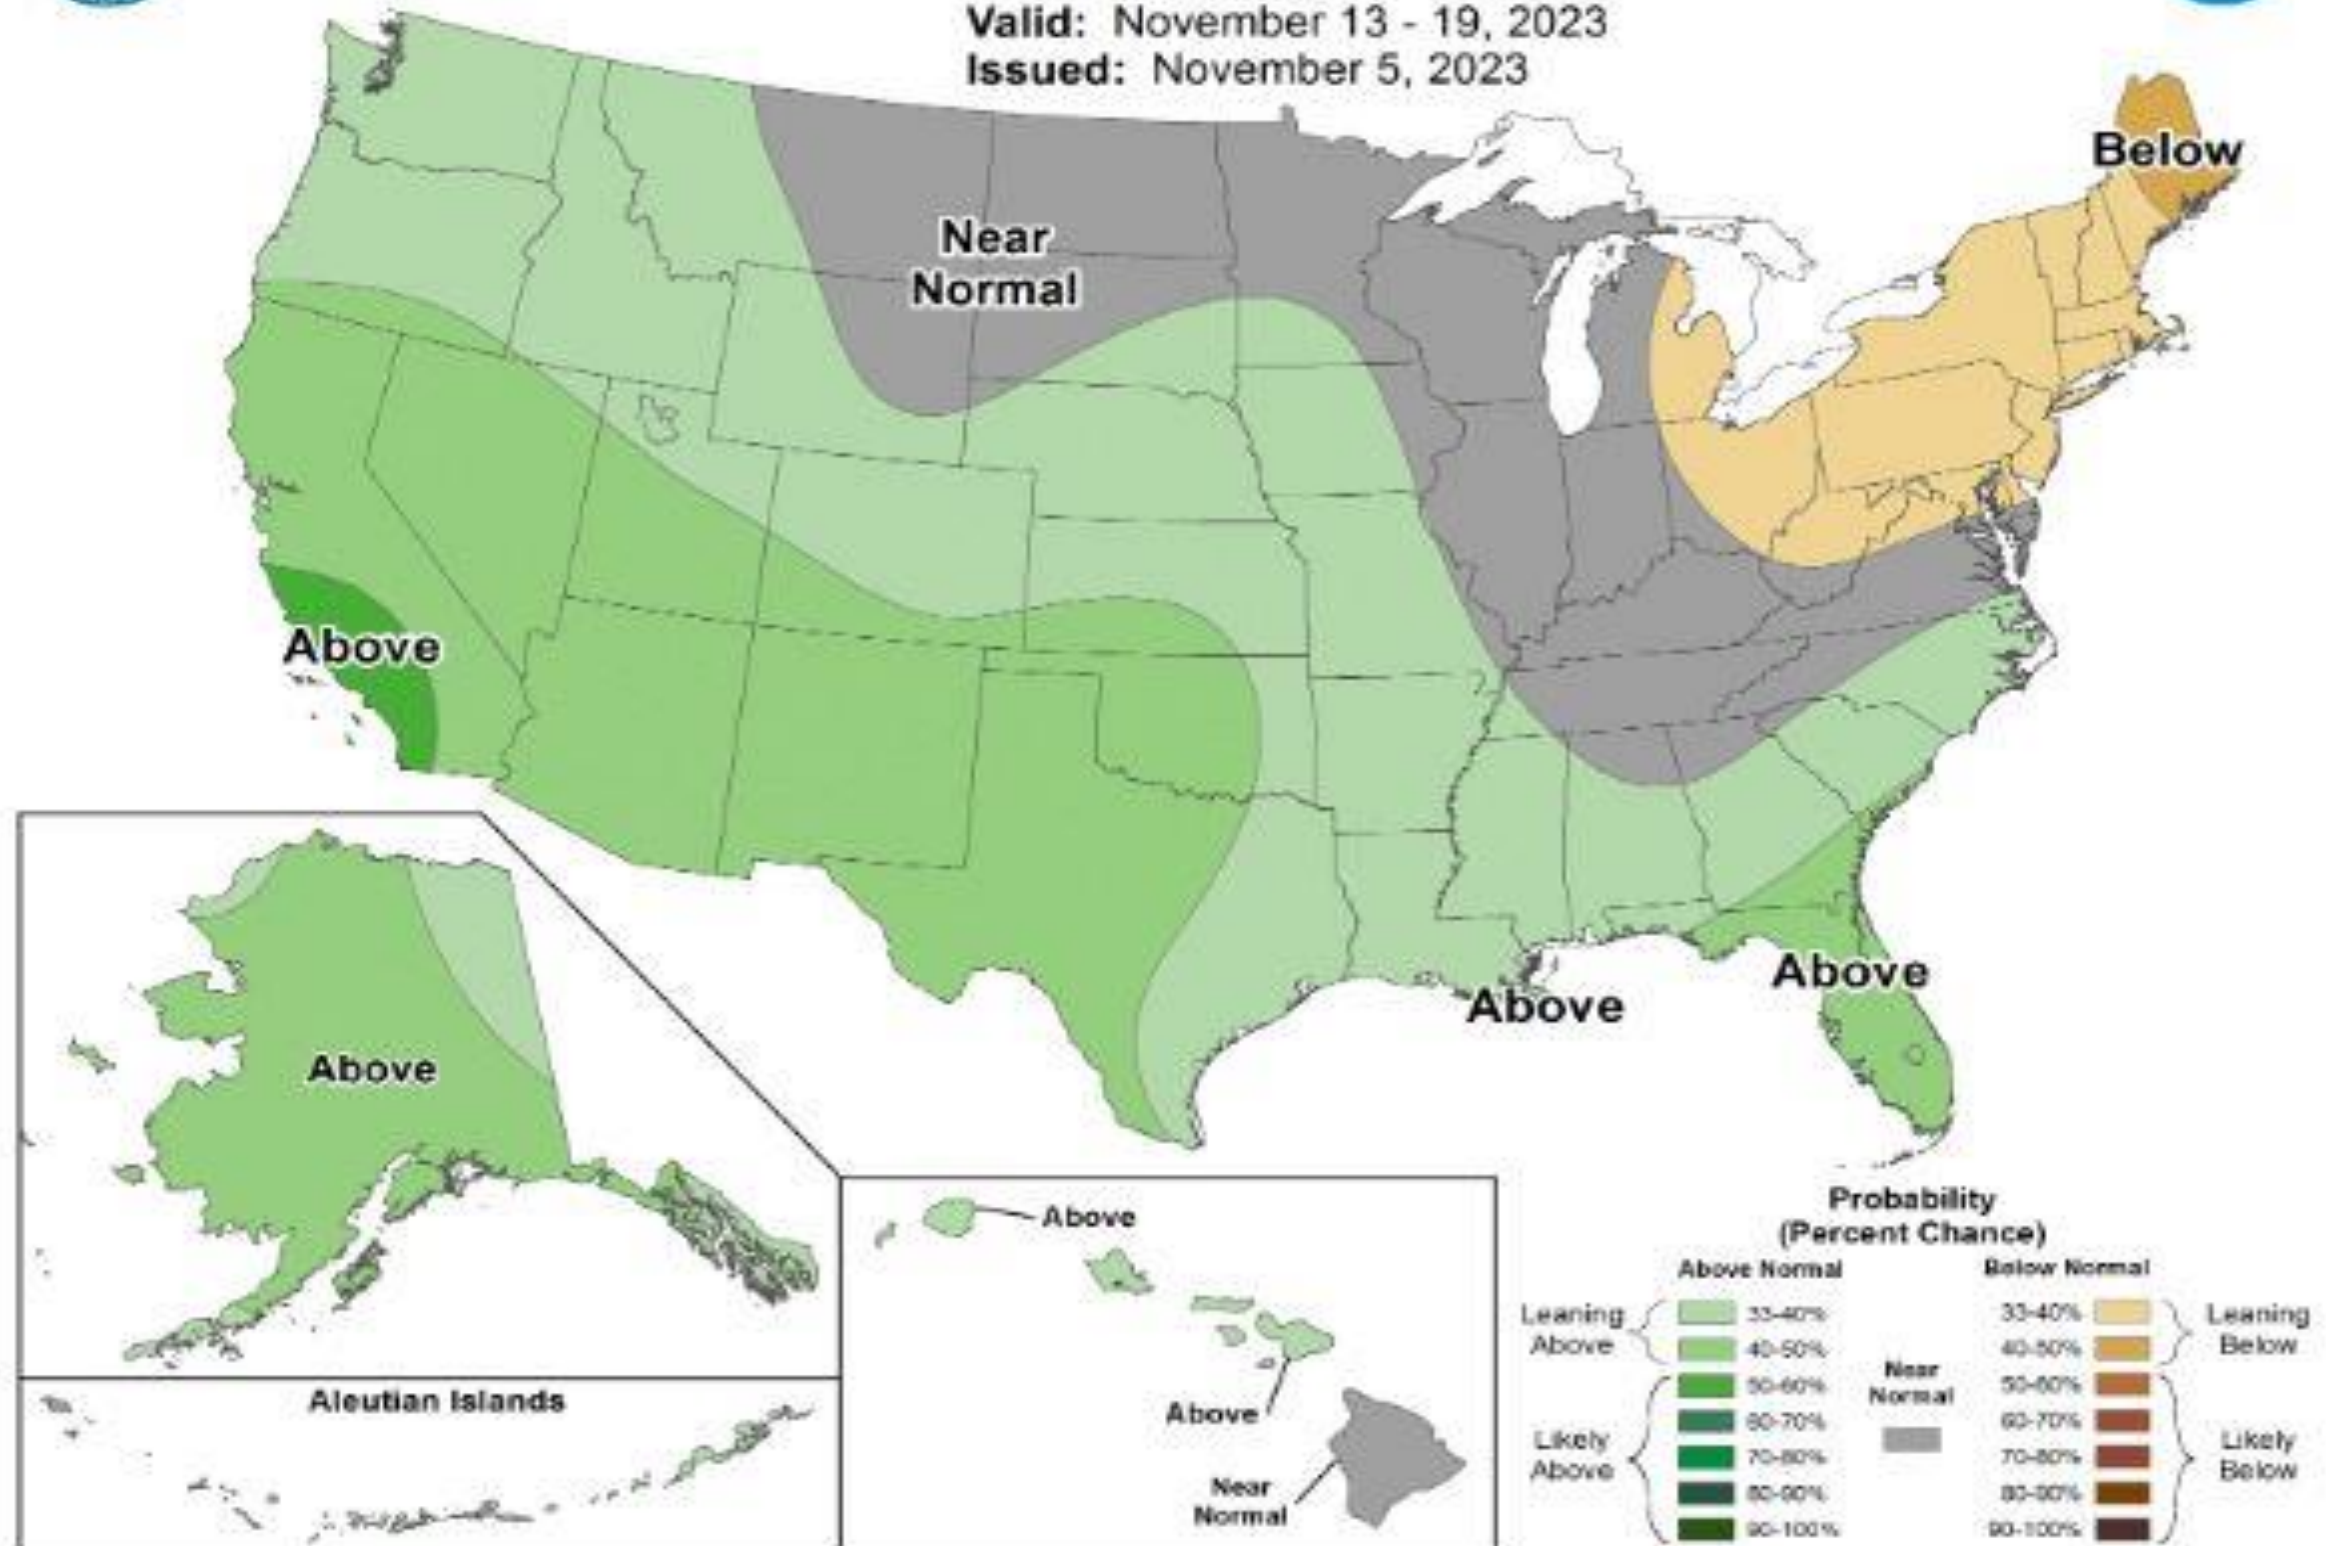 Valid: November 13 - 19, 2023
Issued: November 5, 2023
Below
Near
Normal
Above
Above
Above
Above
Aleutian Islands
Above
Above
Near
Normal
Probability
(Percent Chance)
Above Normal
Below Normal
Leaning
Above
33-40%
40-50%
50-60%
60-70%
70-80%
80-90%
90-100%
Likely
Above
Near
Normal
33-40%
40-50%
50-60%
60-70%
70-80%
80-90%
90-100%
Leaning
Below
Likely
Below